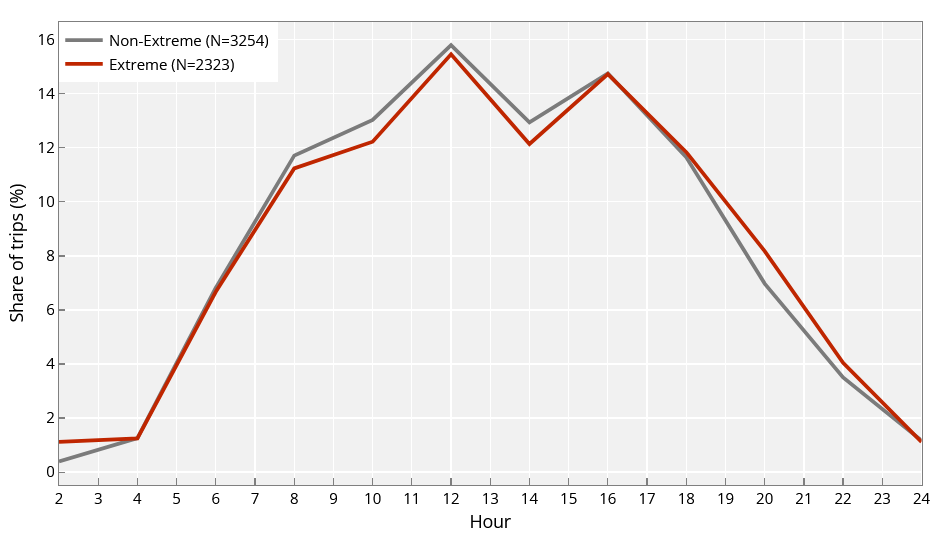 Non-Extreme (N=3254)
Extreme (N=2323)
16
14
12
10
8
6
4
2
0
Share of trips (%)
2 3 4 5 6 7 8 9 10 11 12 13 14 15 16 17 18 19 20 21 22 23 24
Hour